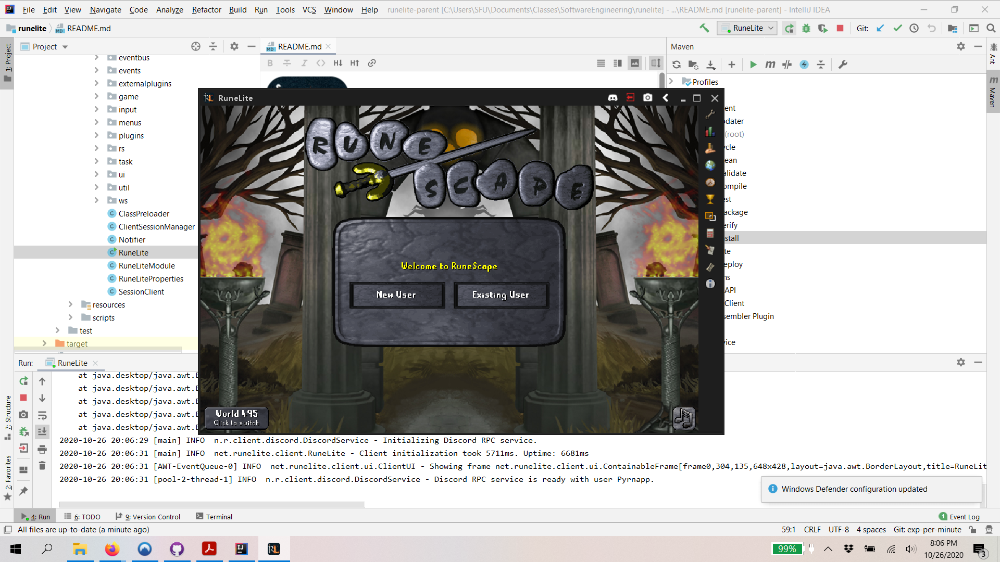 File Edit View Navigate Code Analyze Refactor Build Run Tools VCS Window Help runelite-parent [C:\Users\SFU\Documents\Classes\SoftwareEngineering\runelite] - ...\README.md [runelite-parent] - IntelliJ IDEA
runelite README.md RuneLite Git:
1: Project
Project
README.md
Maven
Ant
Maven
eventbus
events
externalplugins
game
input
menus
plugins
rs
task
ui
util
ws
ClassPreloader
ClientSessionManager
Notifier
RuneLite
RuneLiteModule
RuneLiteProperties
SessionClient
resources
scripts
test
target
B I H↓ H↑
Profiles
ent
dater
(root)
cle
ean
alidate
ompile
est
ackage
erify
stall
te
eploy
ns
API
Client
sembler Plugin
vice
RuneLite
RUNE
SCAPE
Welcome to RuneScape
New User Existing User
World 495
Click to switch
Run: RuneLite
at java.desktop/java.awt.E
at java.desktop/java.awt.E
at java.desktop/java.awt.E
at java.desktop/java.awt.E
at java.desktop/java.awt.E
2020-10-26 20:06:29 [main] INFO n.r.client.discord.DiscordService - Initializing Discord RPC service.
2020-10-26 20:06:31 [main] INFO net.runelite.client.RuneLite - Client initialization took 5711ms. Uptime: 6681ms
2020-10-26 20:06:31 [AWT-EventQueue-0] INFO net.runelite.client.ui.ClientUI - Showing frame net.runelite.client.ui.ContainableFrame[frame0,304,135,648x428,layout=java.awt.BorderLayout,title=RuneLit
2020-10-26 20:06:31 [pool-2-thread-1] INFO n.r.client.discord.DiscordService - Discord RPC service is ready with user Pyrnapp.
7: Structure
2: Favorites
Windows Defender configuration updated
4: Run 6: TODO 9: Version Control Terminal 1 Event Log
All files are up-to-date (a minute ago) 59:1 CRLF UTF-8 4 spaces Git: exp-per-minute
99%
8:06 PM
10/26/2020
3